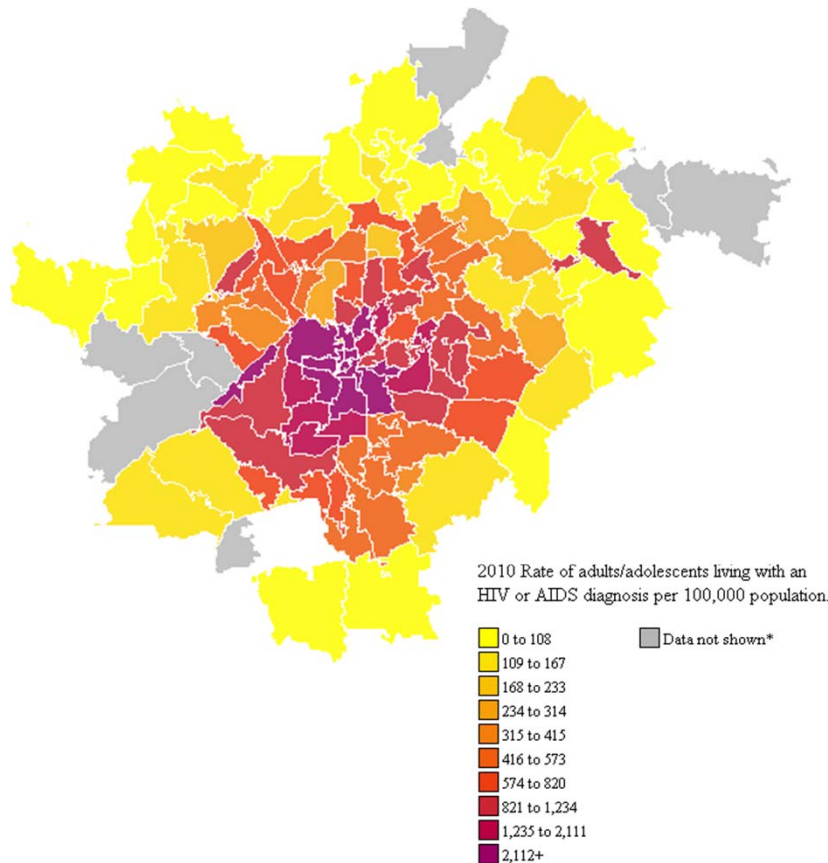 2010 Rate of adults/adolescents living with an
HIV or AIDS diagnosis per 100,000 population.
0 to 108
Data not shown*
109 to 167
168 to 233
234 to 314
315 to 415
416 to 573
574 to 820
821 to 1,234
1,235 to 2,111
2,112+